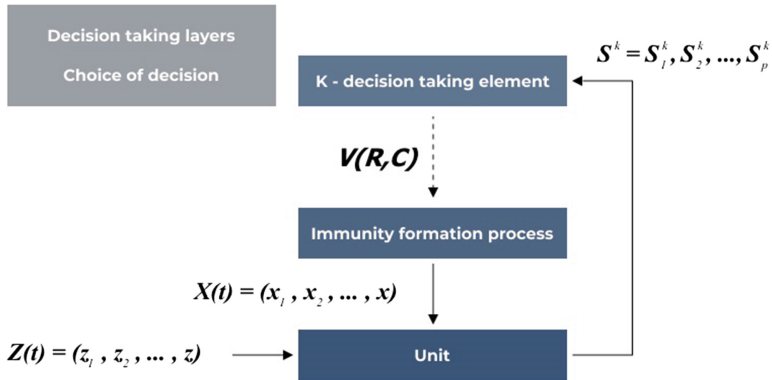 Decision taking layers
Choice of decision
S^k = S_1^k, S_2^k, ..., S_p^k
K - decision taking element
V(R,C)
Immunity formation process
X(t) = (x_1 , x_2 , ... , x)
Z(t) = (z_1 , z_2 , ... , z)
Unit